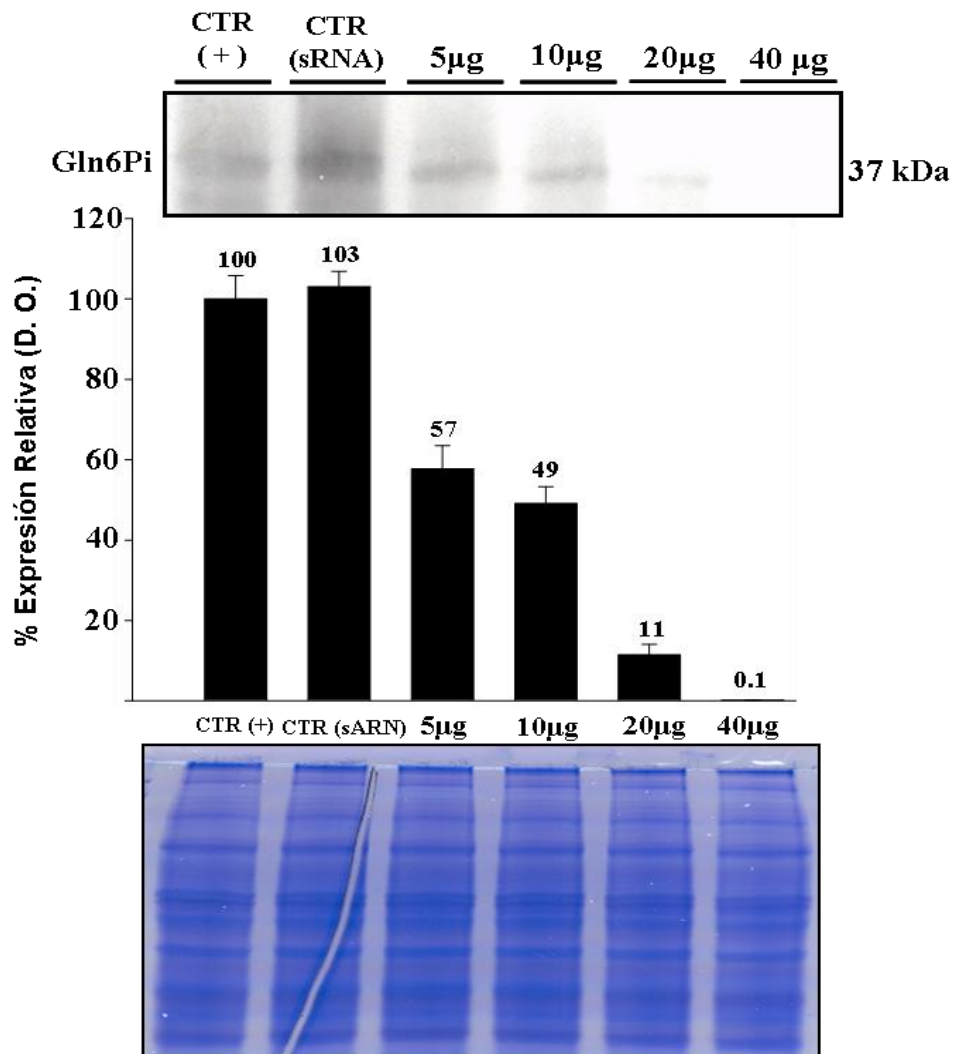 CTR
( + )
CTR
(sRNA)
5µg
10µg
20µg
40 µg
Gln6Pi
37 kDa
% Expresión Relativa (D. O.)
120
100
80
60
40
20
100
103
57
49
11
0.1
CTR (+)
CTR (sARN)
5µg
10µg
20µg
40µg